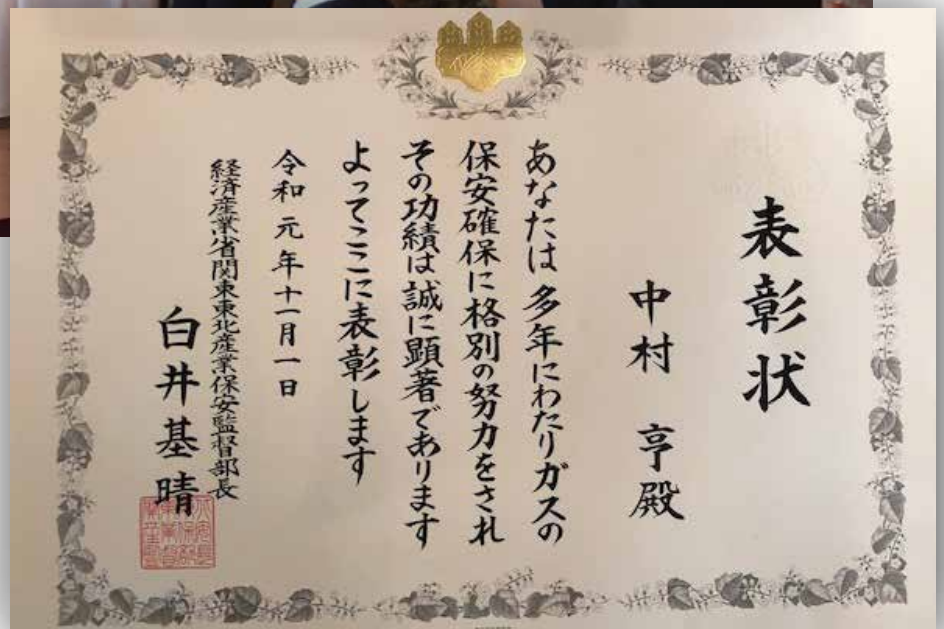 表彰状
中村 亨殿
あなたは多年にわたりガスの
保安確保に格別の努力をされ
その功績は誠に顕著であります
よってここに表彰します
令和元年十一月一日
経済産業省関東東北産業保安監督部長
白井基晴